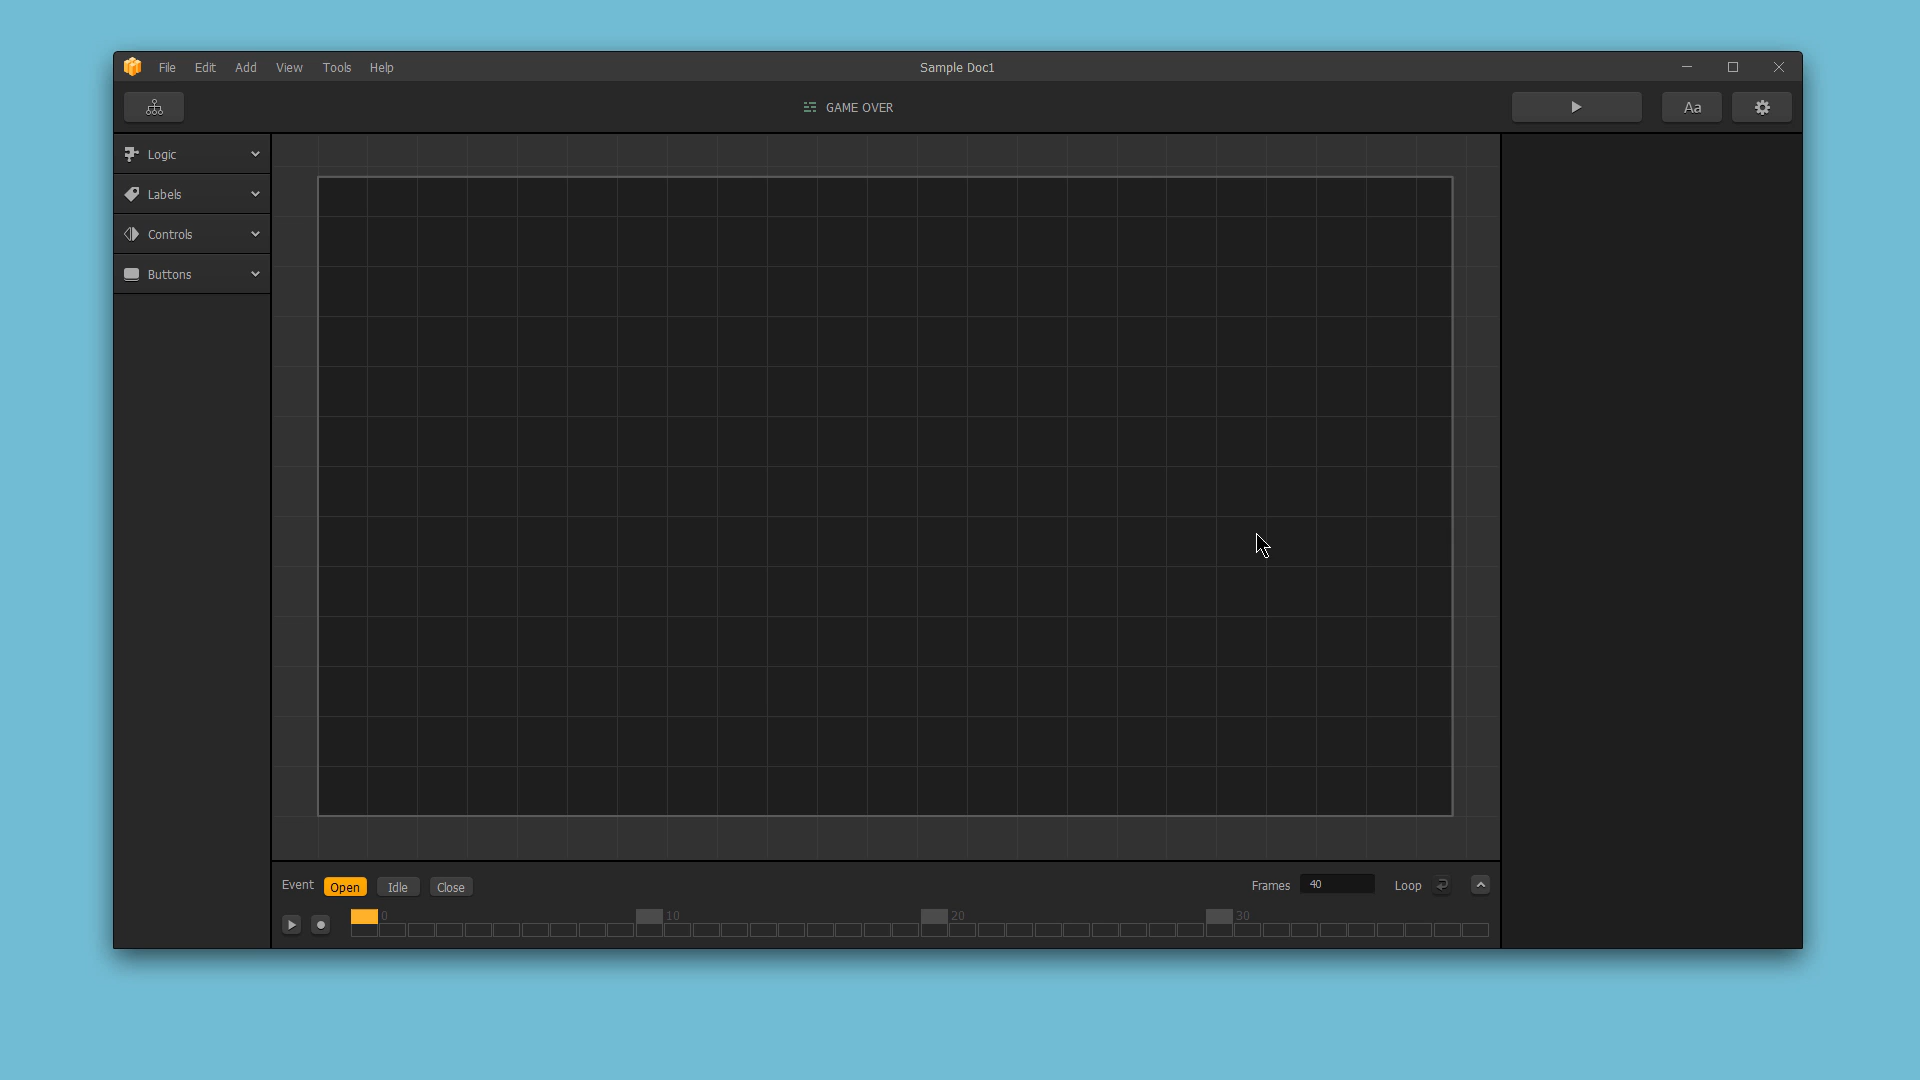 File Edit Add View Tools Help Sample Doc1
GAME OVER Aa
Logic
Labels
Controls
Buttons
Event Open Idle Close Frames 40 Loop
0 10 20 30